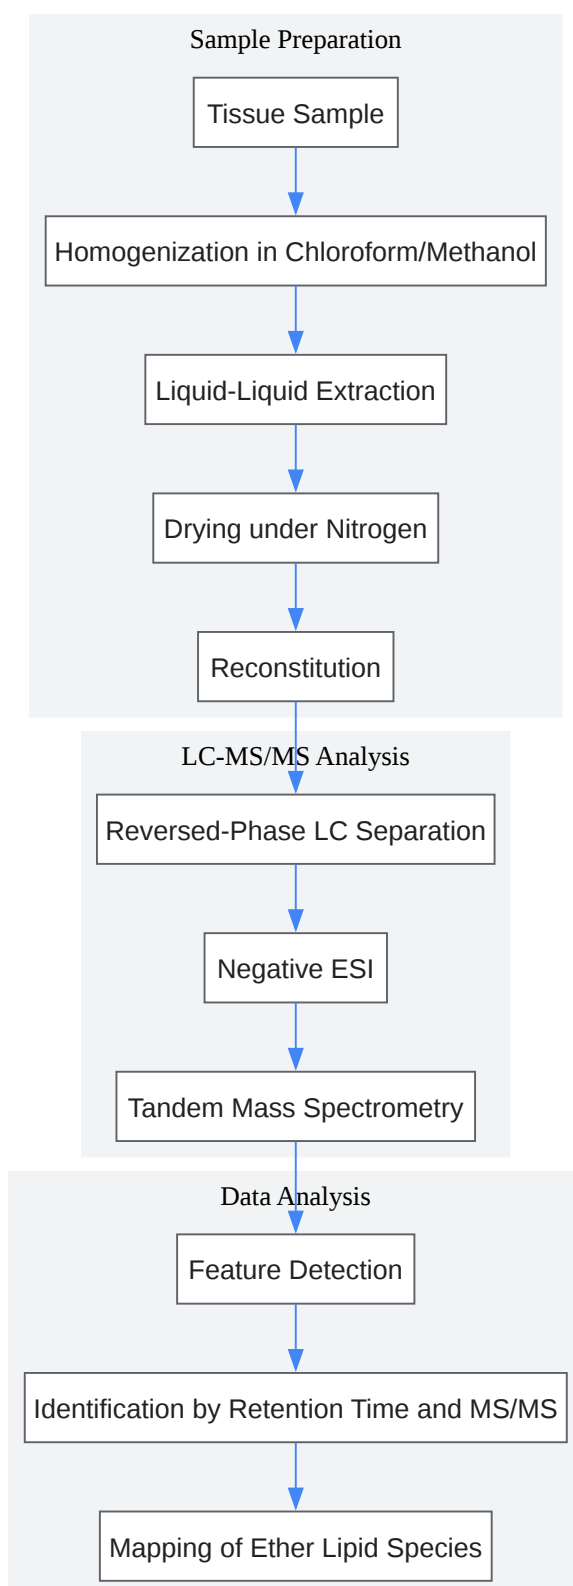 Sample Preparation
Tissue Sample
Homogenization in Chloroform/Methanol
Liquid-Liquid Extraction
Drying under Nitrogen
Reconstitution
LC-MS/MS Analysis
Reversed-Phase LC Separation
Negative ESI
Tandem Mass Spectrometry
Data Analysis
Feature Detection
Identification by Retention Time and MS/MS
Mapping of Ether Lipid Species